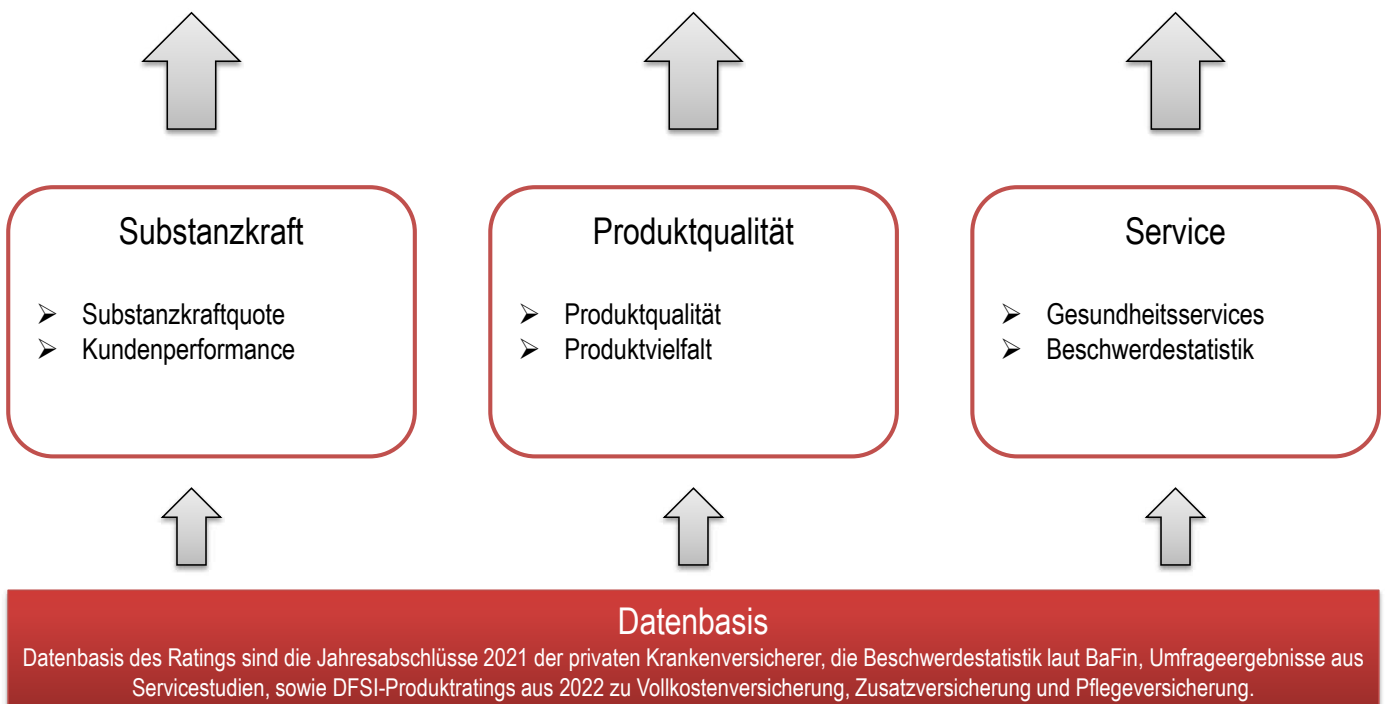 Substanzkraft
➢ Substanzkraftquote
➢ Kundenperformance
Produktqualität
➢ Produktqualität
➢ Produktvielfalt
Service
➢ Gesundheitsservices
➢ Beschwerdestatistik
Datenbasis
Datenbasis des Ratings sind die Jahresabschlüsse 2021 der privaten Krankenversicherer, die Beschwerdestatistik laut BaFin, Umfrageergebnisse aus
Servicestudien, sowie DFSI-Produktratings aus 2022 zu Vollkostenversicherung, Zusatzversicherung und Pflegeversicherung.